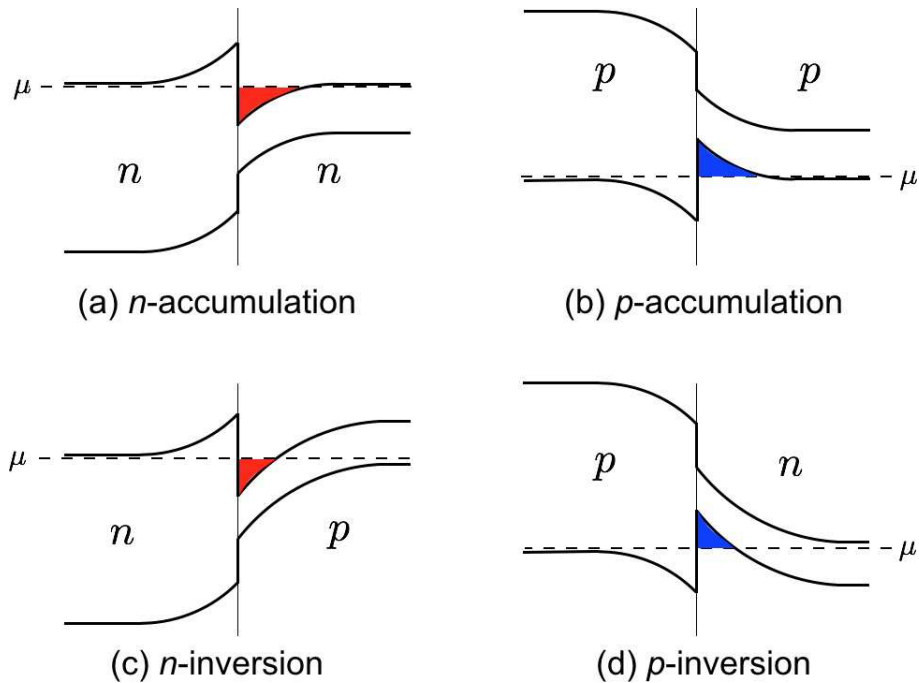 μ
n
n
(a) n-accumulation
p
p
μ
(b) p-accumulation
μ
n
p
(c) n-inversion
p
n
μ
(d) p-inversion